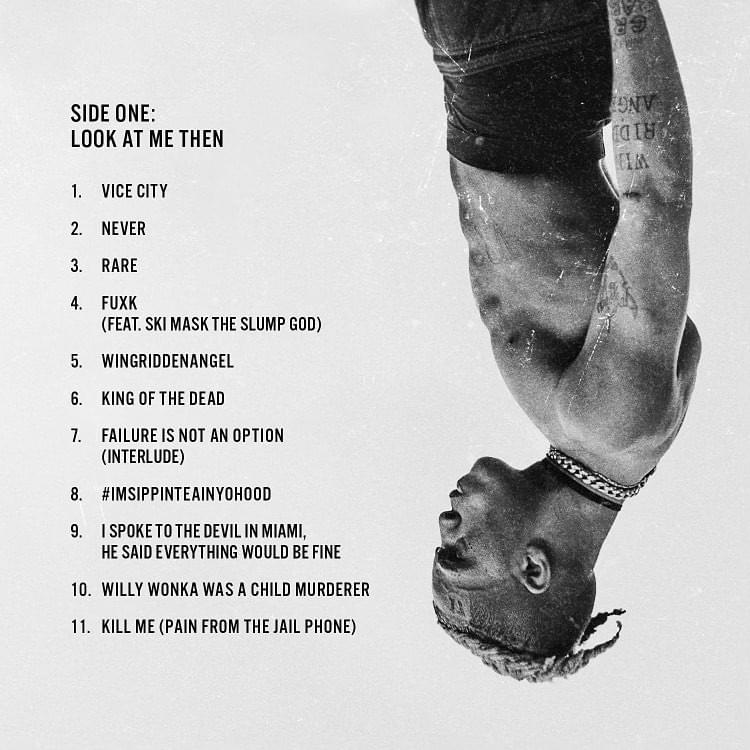 SIDE ONE:
LOOK AT ME THEN
1. VICE CITY
2. NEVER
3. RARE
4. FUXK
(FEAT. SKI MASK THE SLUMP GOD)
5. WINGRIDDENANGEL
6. KING OF THE DEAD
7. FAILURE IS NOT AN OPTION
(INTERLUDE)
8. #IMSIPPINTEAINYOHOOD
9. I SPOKE TO THE DEVIL IN MIAMI,
HE SAID EVERYTHING WOULD BE FINE
10. WILLY WONKA WAS A CHILD MURDERER
11. KILL ME (PAIN FROM THE JAIL PHONE)